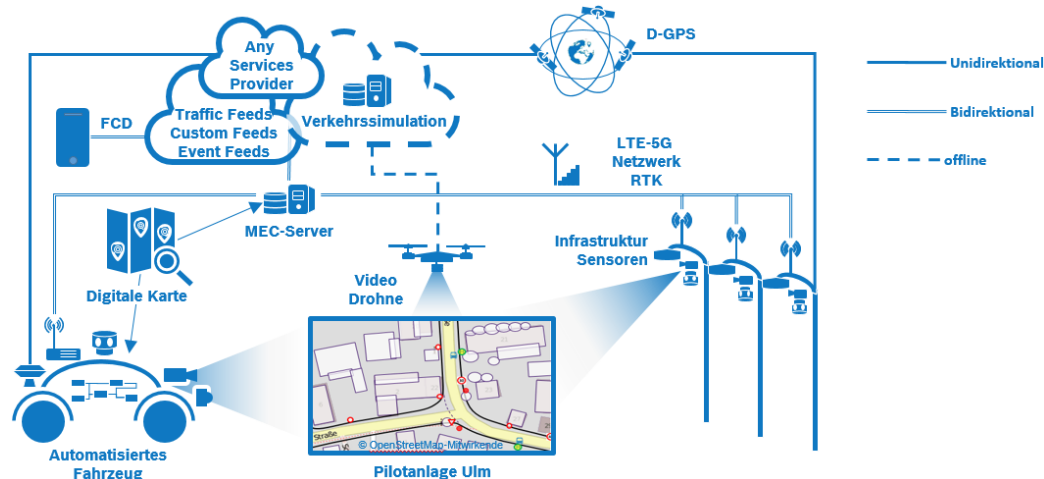 Any
Services
Provider
D-GPS
Unidirektional
FCD
Traffic Feeds
Custom Feeds
Event Feeds
Verkehrssimulation
Bidirektional
LTE-5G
Netzwerk
RTK
offline
MEC-Server
Infrastruktur
Sensoren
Digitale Karte
Video
Drohne
Straße
© OpenStreetMap-Mitwirkende
Automatisiertes
Fahrzeug
Pilotanlage Ulm